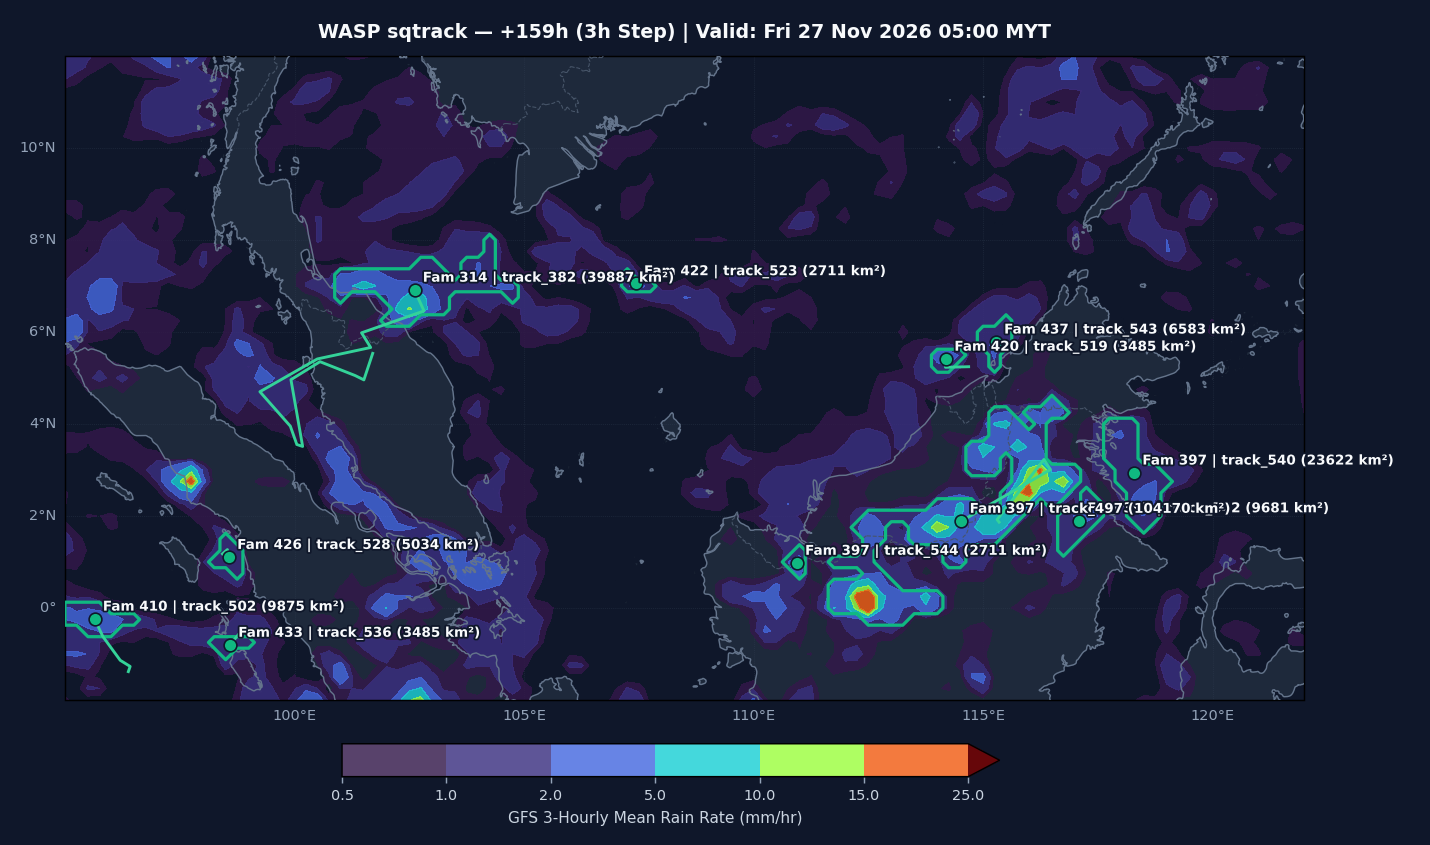 WASP sqtrack — +159h (3h Step) | Valid: Fri 27 Nov 2026 05:00 MYT
10°N
8°N
6°N
4°N
2°N
0°
Fam 314 | track_382 (39887 km²)
Fam 422 | track_523 (2711 km²)
Fam 437 | track_543 (6583 km²)
Fam 420 | track_519 (3485 km²)
Fam 397 | track_540 (23622 km²)
Fam 397 | (104170 km²) (9681 km²)
Fam 426 | track_528 (5034 km²)
Fam 397 | track_544 (2711 km²)
Fam 410 | track_502 (9875 km²)
Fam 433 | track_536 (3485 km²)
100°E 105°E 110°E 115°E 120°E
0.5 1.0 2.0 5.0 10.0 15.0 25.0
GFS 3-Hourly Mean Rain Rate (mm/hr)